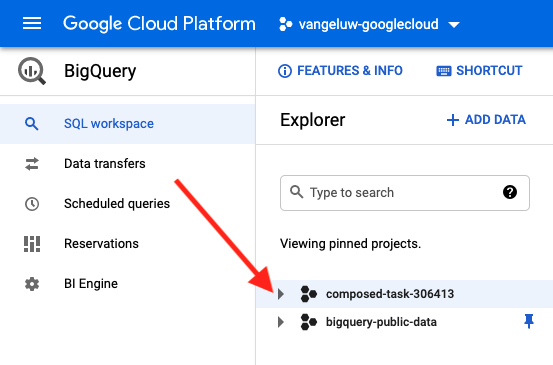 Google Cloud Platform
vangeluw-googlecloud
BigQuery
FEATURES & INFO
SHORTCUT
SQL workspace
Data transfers
Scheduled queries
Reservations
BI Engine
Explorer
+ ADD DATA
Type to search
?
Viewing pinned projects.
composed-task-306413
bigquery-public-data